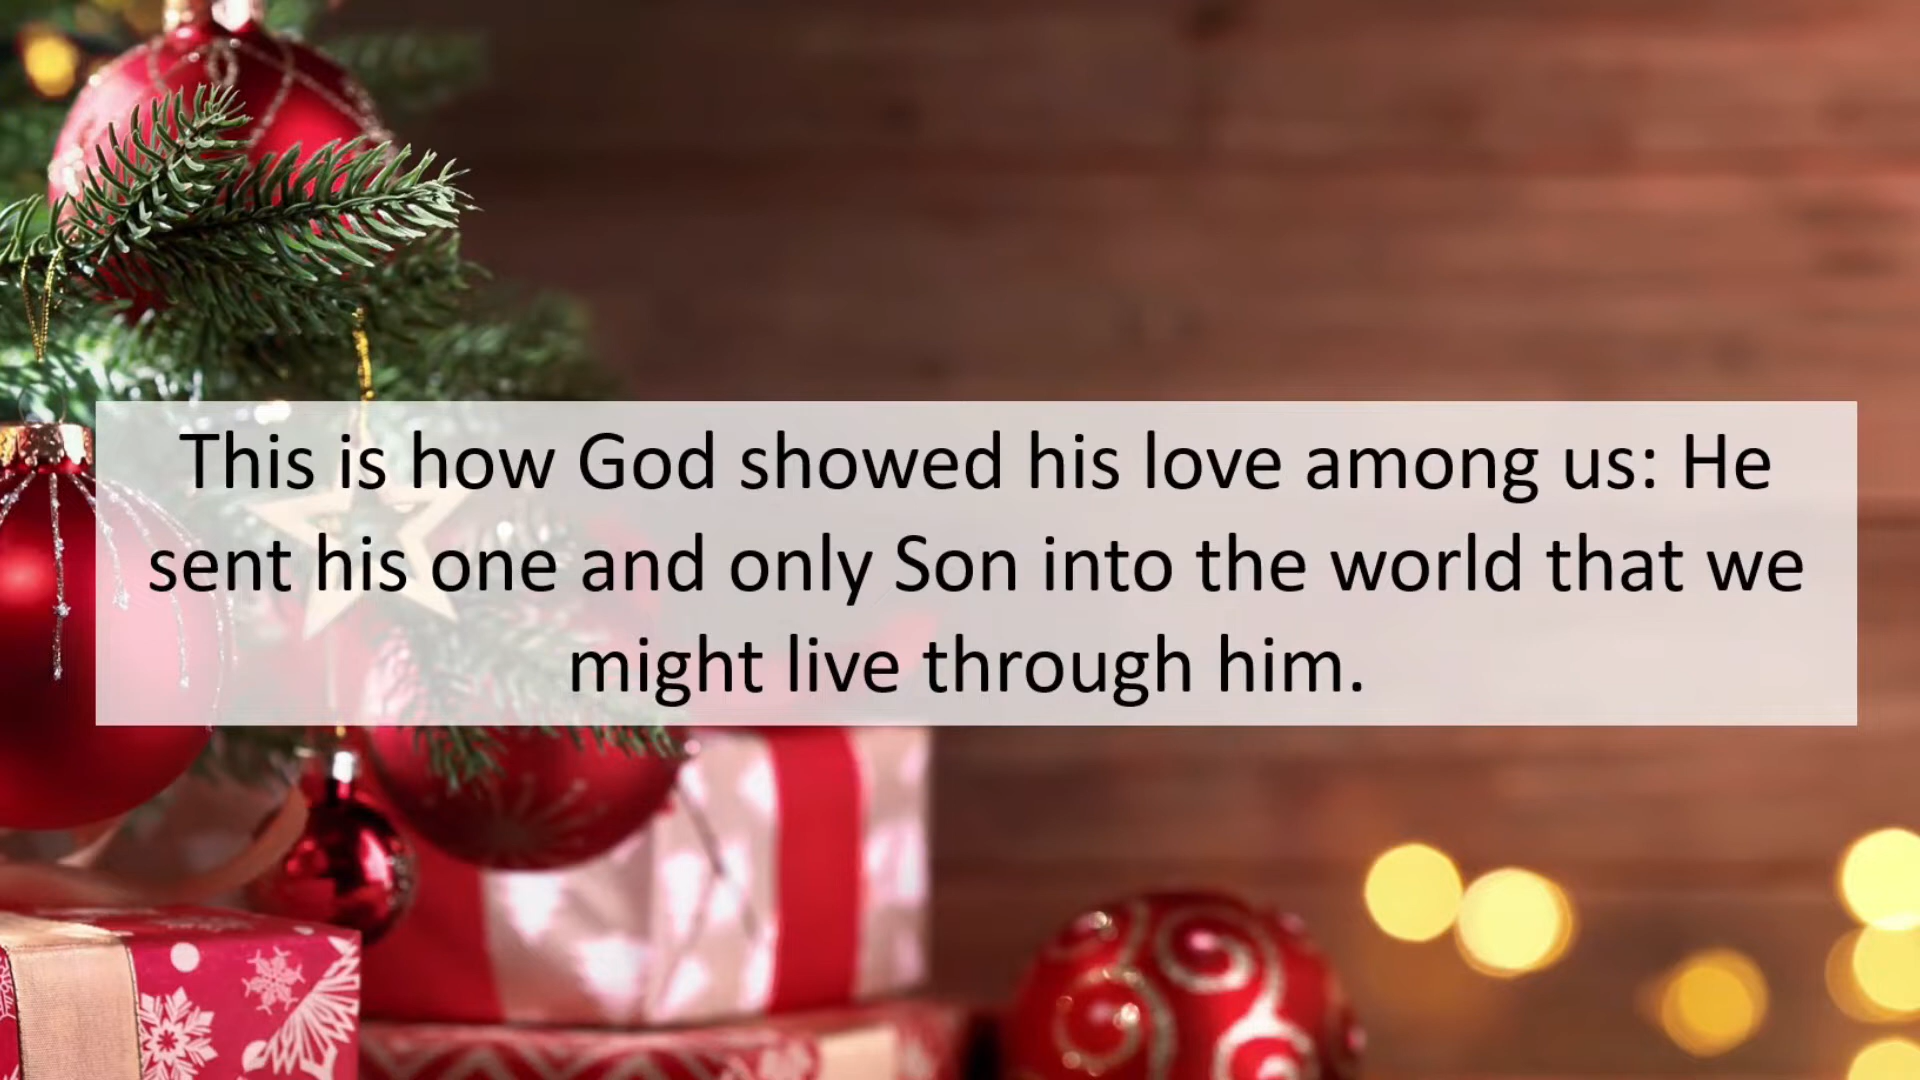 This is how God showed his love among us: He
sent his one and only Son into the world that we
might live through him.